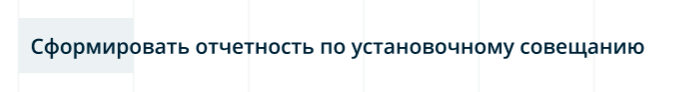 Сформировать отчетность по установочному совещанию